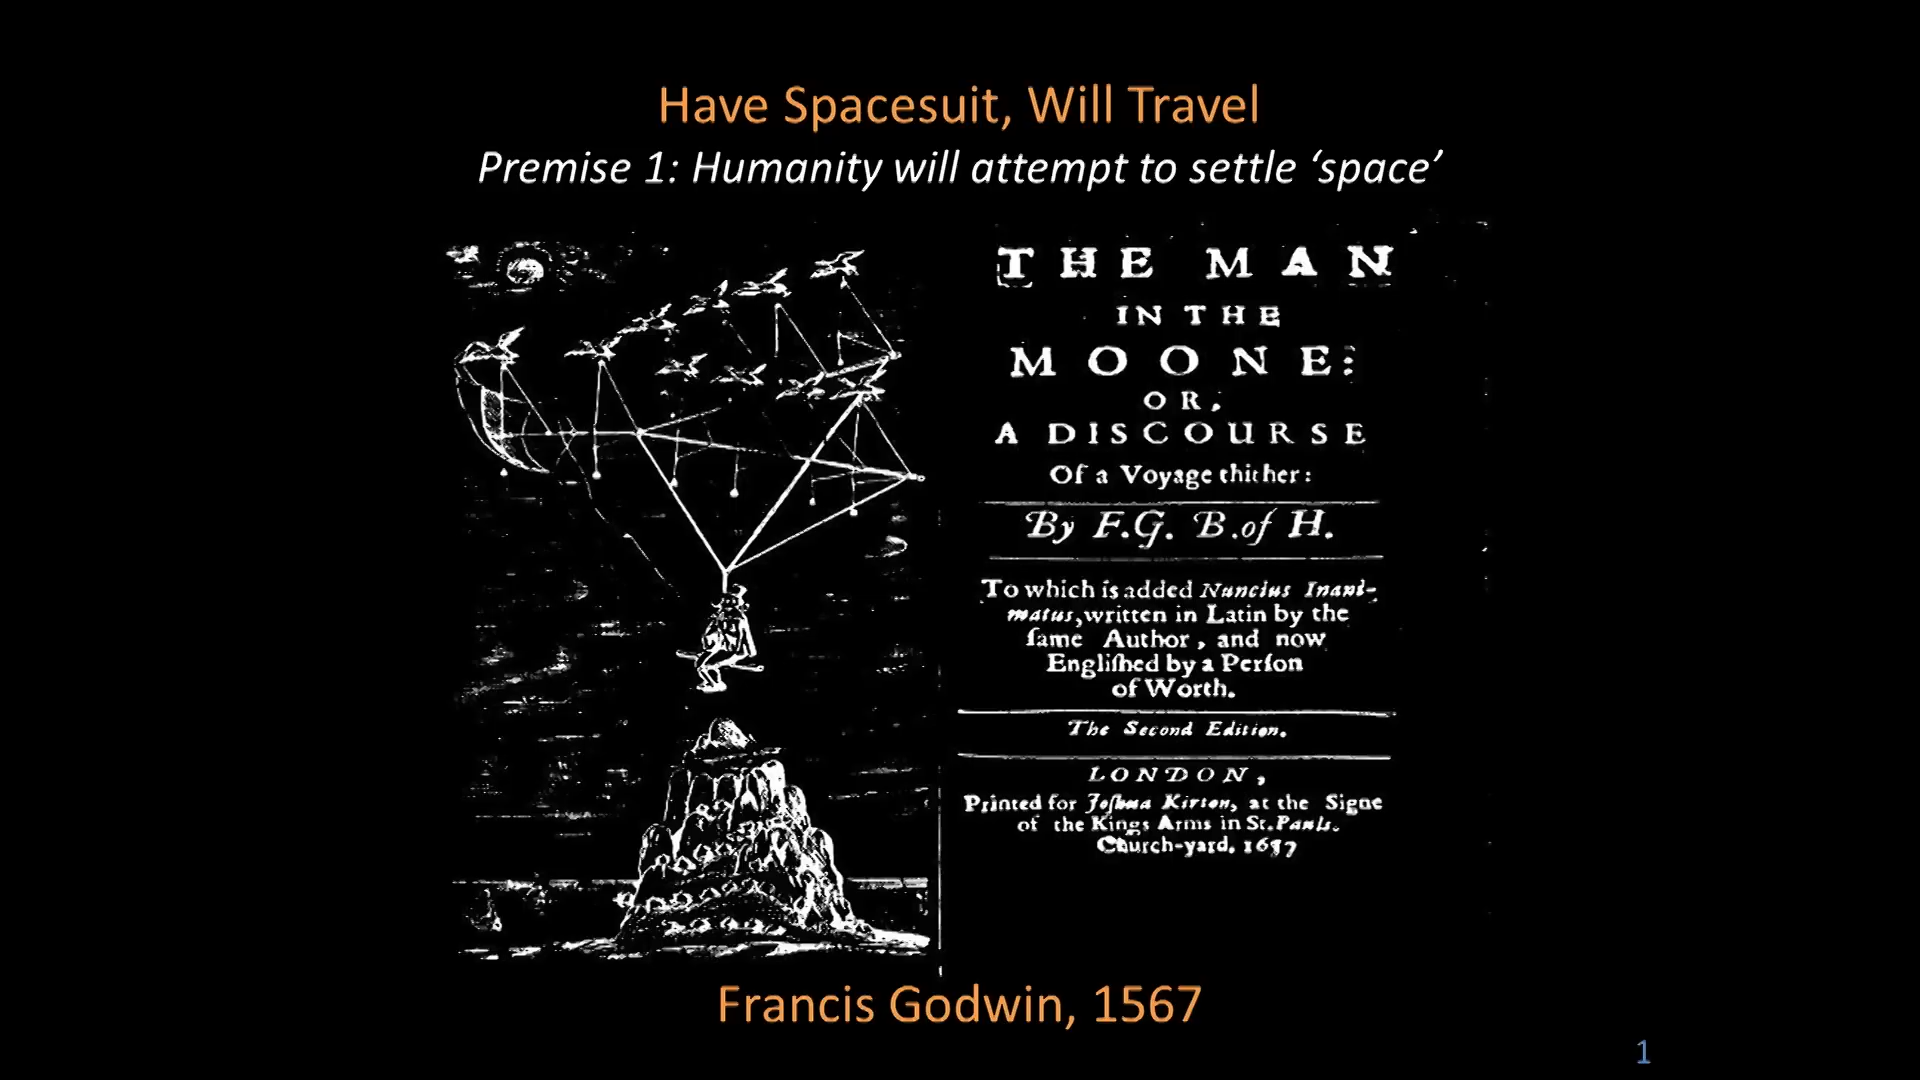 Have Spacesuit, Will Travel
Premise 1: Humanity will attempt to settle ‘space’
THE MAN
IN THE
MOONE:
OR,
A DISCOURSE
Of a Voyage thither:
By F.G. B.of H.
To which is added Nuncius Inani-
matus, written in Latin by the
ſame Author, and now
Engliſhed by a Perſon
of Worth.
The Second Edition.
LONDON,
Printed for Joſhua Kirton, at the Signe
of the Kings Arms in St.Pauls.
Church-yard. 1657
Francis Godwin, 1567
1